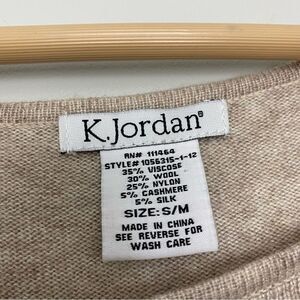 K.Jordan®
RN# 111464
STYLE# 1056315-1-12
35% VISCOSE
30% WOOL
25% NYLON
5% CASHMERE
5% SILK
SIZE: S/M
MADE IN CHINA
SEE REVERSE FOR
WASH CARE